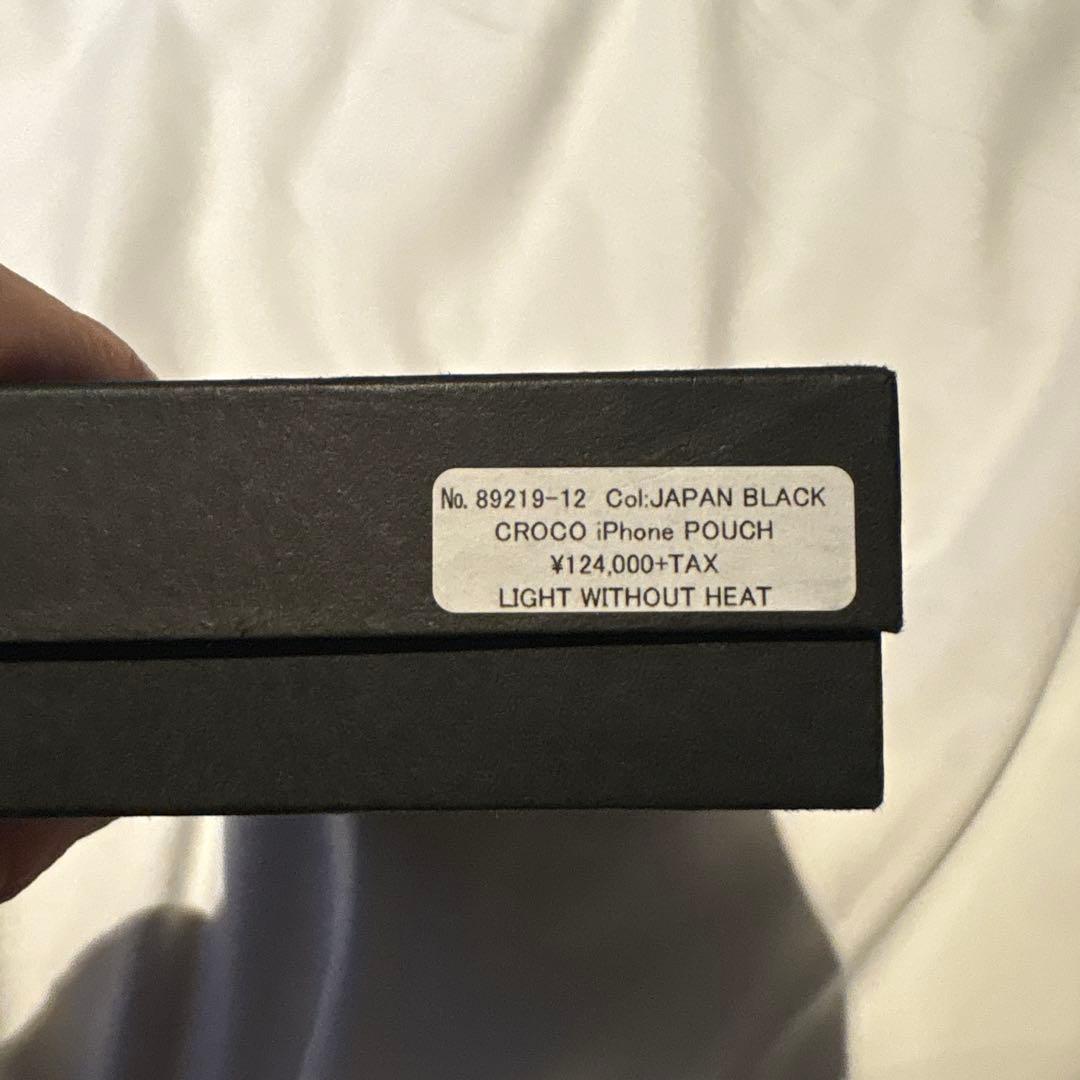 № 89219-12 Col:JAPAN BLACK
CROCO iPhone POUCH
¥124,000+TAX
LIGHT WITHOUT HEAT